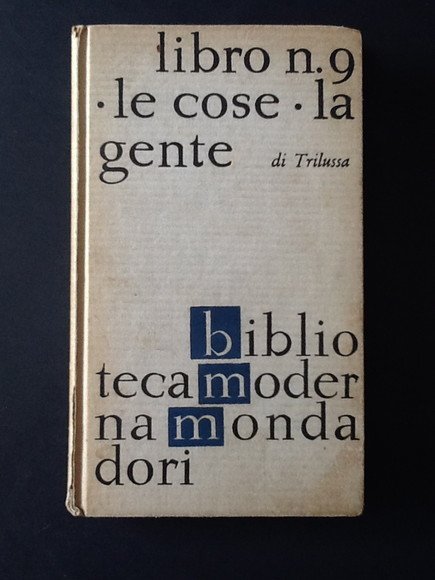 libro n.9
·le cose·la
gente di Trilussa
biblio
tecamoder
namonda
dori